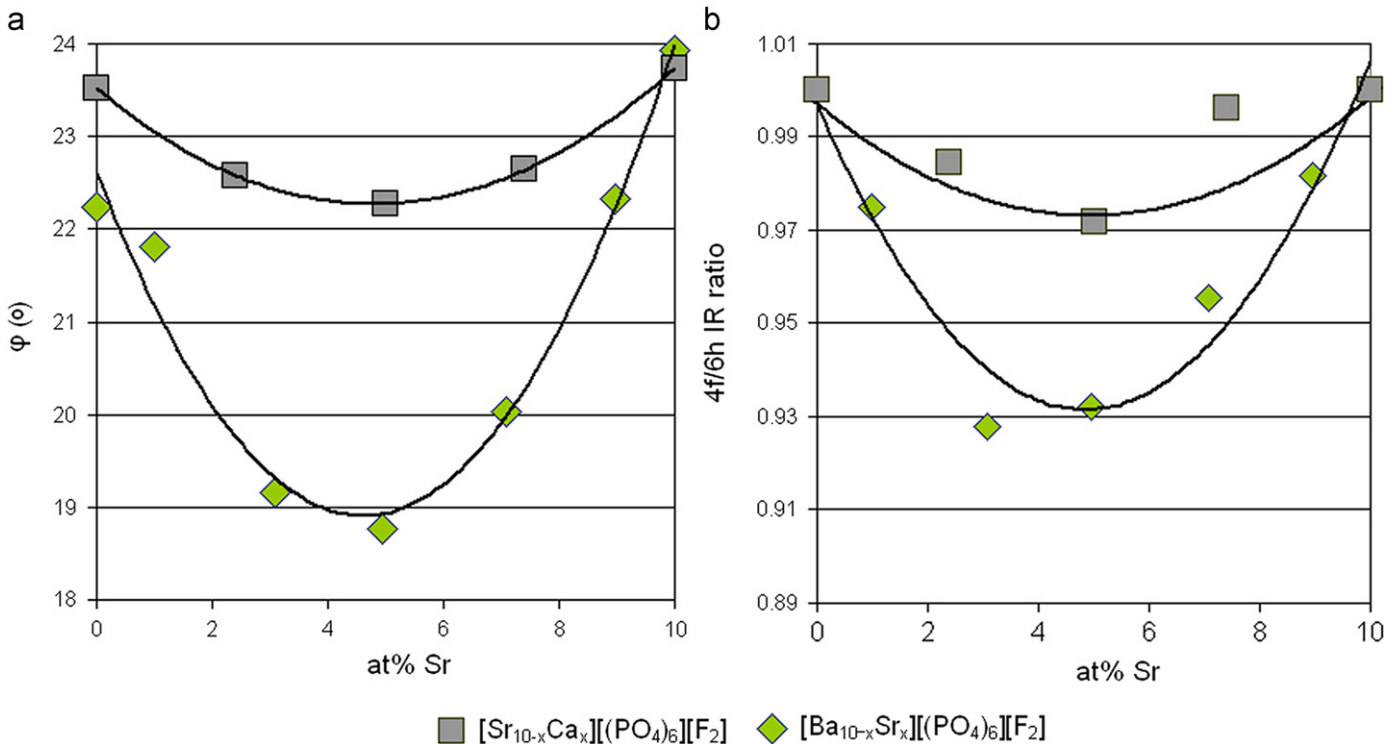 a
24
23
22
21
20
19
18
φ (º)
0 2 4 6 8 10
at% Sr
b
1.01
0.99
0.97
0.95
0.93
0.91
0.89
4f/6h IR ratio
0 2 4 6 8 10
at% Sr
[Sr₁₀₋ₓCaₓ][(PO₄)₆][F₂] [Ba₁₀₋ₓSrₓ][(PO₄)₆][F₂]